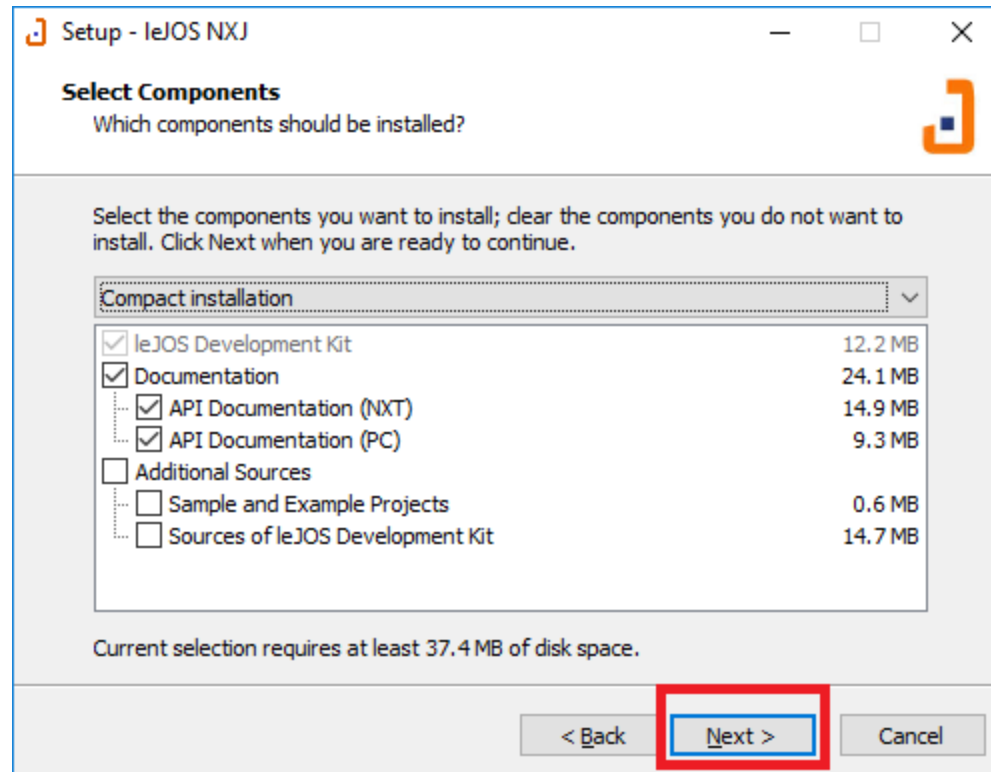 Setup - leJOS NXJ
Select Components
Which components should be installed?
Select the components you want to install; clear the components you do not want to
install. Click Next when you are ready to continue.
Compact installation
leJOS Development Kit 12.2 MB
Documentation 24.1 MB
API Documentation (NXT) 14.9 MB
API Documentation (PC) 9.3 MB
Additional Sources
Sample and Example Projects 0.6 MB
Sources of leJOS Development Kit 14.7 MB
Current selection requires at least 37.4 MB of disk space.
< Back Next > Cancel